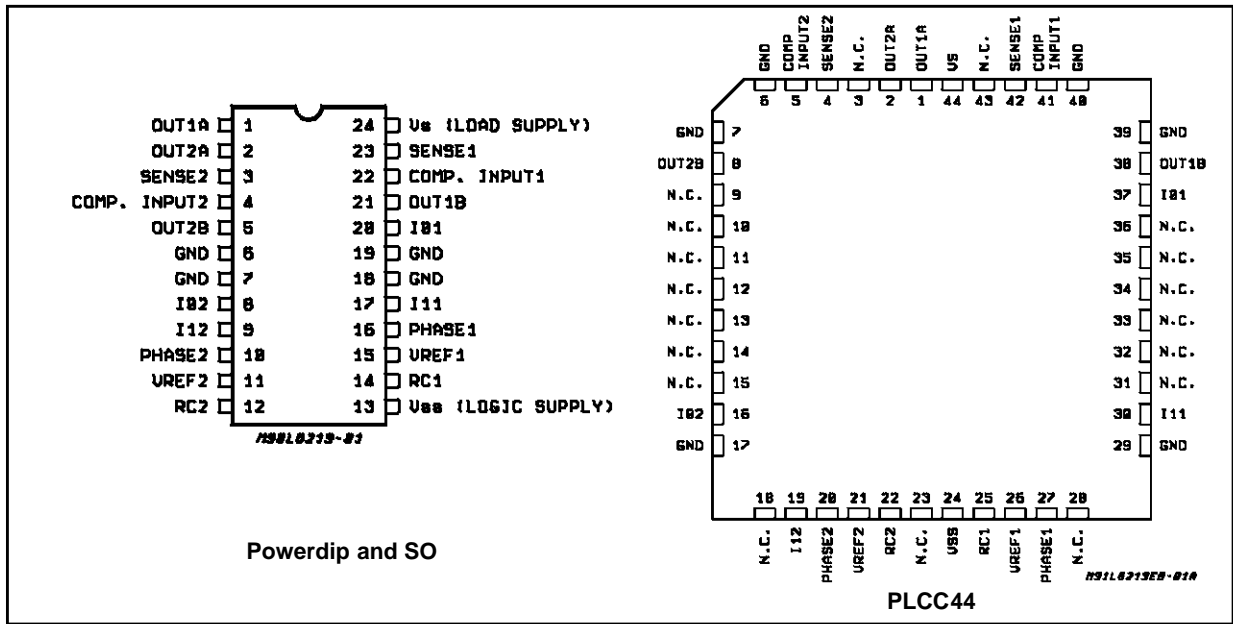 OUT1A 1 24 Vs (LOAD SUPPLY)
OUT2A 2 23 SENSE1
SENSE2 3 22 COMP. INPUT1
COMP. INPUT2 4 21 OUT1B
OUT2B 5 20 I01
GND 6 19 GND
GND 7 18 GND
I02 8 17 I11
I12 9 16 PHASE1
PHASE2 10 15 VREF1
VREF2 11 14 RC1
RC2 12 13 Vss (LOGIC SUPPLY)
M90L6219-01
Powerdip and SO
GND COMP INPUT2 SENSE2 N.C. OUT2A OUT1A VS N.C. SENSE1 COMP INPUT1 GND
6 5 4 3 2 1 44 43 42 41 40
GND 7 39 GND
OUT2B 8 38 OUT1B
N.C. 9 37 I01
N.C. 10 36 N.C.
N.C. 11 35 N.C.
N.C. 12 34 N.C.
N.C. 13 33 N.C.
N.C. 14 32 N.C.
N.C. 15 31 N.C.
I02 16 30 I11
GND 17 29 GND
18 19 20 21 22 23 24 25 26 27 28
N.C. I12 PHASE2 VREF2 RC2 N.C. VSS RC1 VREF1 PHASE1 N.C.
M91L6219EB-01A
PLCC44